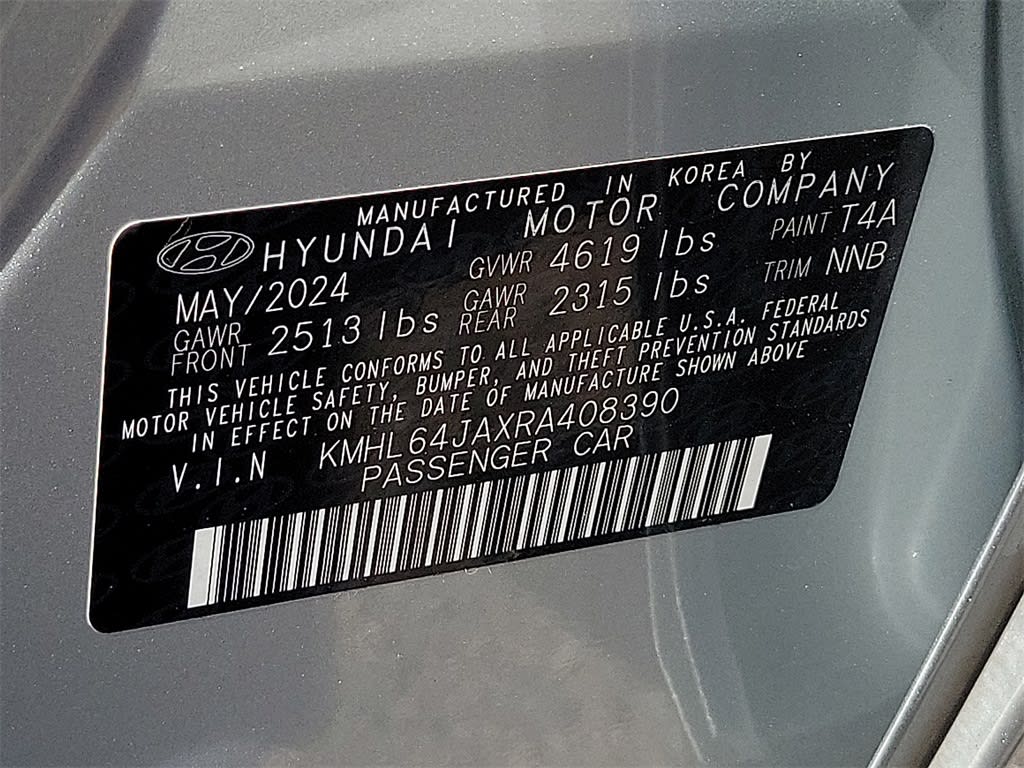 MANUFACTURED IN KOREA BY
HYUNDAI MOTOR COMPANY
MAY/2024 GVWR 4619 lbs PAINT T4A
GAWR FRONT 2513 lbs GAWR REAR 2315 lbs TRIM NNB
THIS VEHICLE CONFORMS TO ALL APPLICABLE U.S.A. FEDERAL
MOTOR VEHICLE SAFETY, BUMPER, AND THEFT PREVENTION STANDARDS
IN EFFECT ON THE DATE OF MANUFACTURE SHOWN ABOVE
V.I.N KMHL64JAXRA408390
PASSENGER CAR